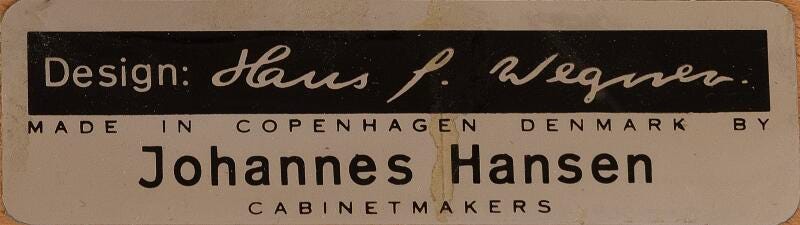 Design: Hans J. Wegner.
MADE IN COPENHAGEN DENMARK BY
Johannes Hansen
CABINETMAKERS